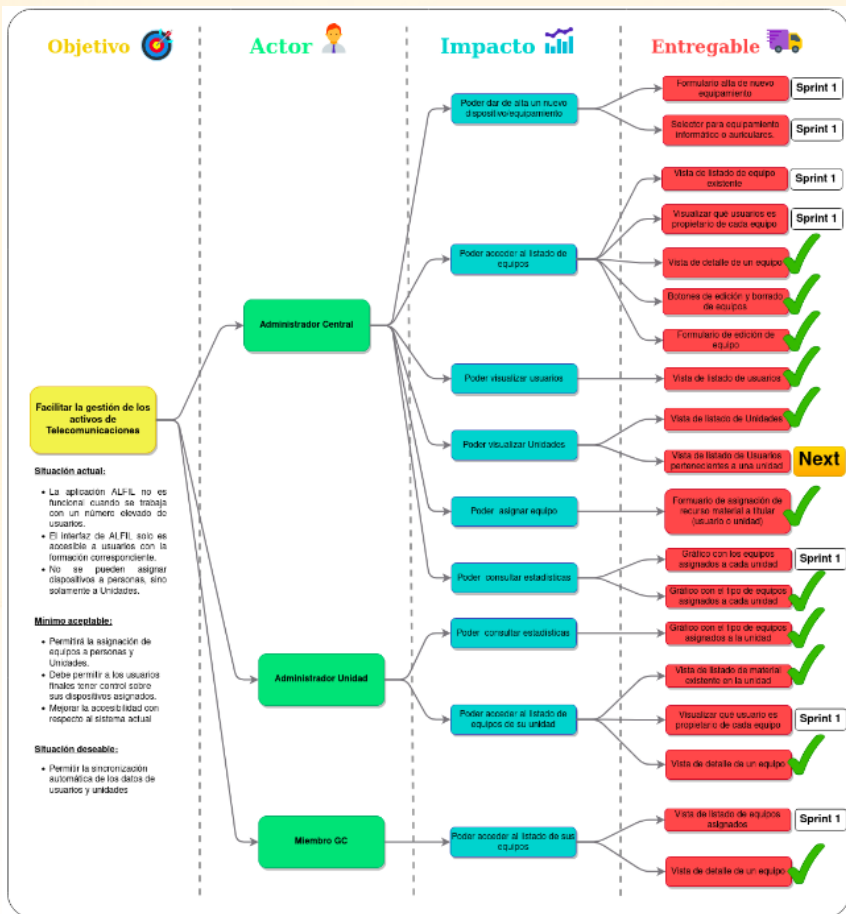 Objetivo
Actor
Impacto
Entregable
Facilitar la gestión de los
activos de
Telecomunicaciones
Situación actual:
• La aplicación ALFIL no es
funcional cuando se trabaja
con un número elevado de
usuarios.
• El interfaz de ALFIL solo es
accesible a usuarios con la
formación correspondiente.
• No se pueden asignar
dispositivos a personas, sino
solamente a Unidades.
Mínimo aceptable:
• Permitirá la asignación de
equipos a personas y
Unidades.
• Debe permitir a los usuarios
finales tener control sobre
sus dispositivos asignados.
• Mejorar la accesibilidad con
respecto al sistema actual
Situación deseable:
• Permitir la sincronización
automática de los datos de
usuarios y unidades
Administrador Central
Poder dar de alta un nuevo
dispositivo/equipamiento
Formulario alta de nuevo
equipamiento
Sprint 1
Selector para equipamiento
informático o auriculares.
Sprint 1
Poder acceder al listado de
equipos
Vista de listado de equipo
existente
Sprint 1
Visualizar qué usuarios es
propietario de cada equipo
Sprint 1
Vista de detalle de un equipo
Botones de edición y borrado
de equipos
Formulario de edición de
equipo
Poder visualizar usuarios
Vista de listado de usuarios
Poder visualizar Unidades
Vista de listado de Unidades
Vista de listado de Usuarios
pertenecientes a una unidad
Next
Poder asignar equipo
Formuario de asignación de
recurso material a titular
(usuario o unidad)
Poder consultar estadísticas
Gráfico con los equipos
asignados a cada unidad
Sprint 1
Gráfico con el tipo de equipos
asignados a cada unidad
Administrador Unidad
Poder consultar estadísticas
Gráfico con el tipo de equipos
asignados a la unidad
Poder acceder al listado de
equipos de su unidad
Vista de listado de material
existente en la unidad
Visualizar qué usuario es
propietario de cada equipo
Sprint 1
Vista de detalle de un equipo
Miembro GC
Poder acceder al listado de sus
equipos
Vista de listado de equipos
asignados
Sprint 1
Vista de detalle de un equipo